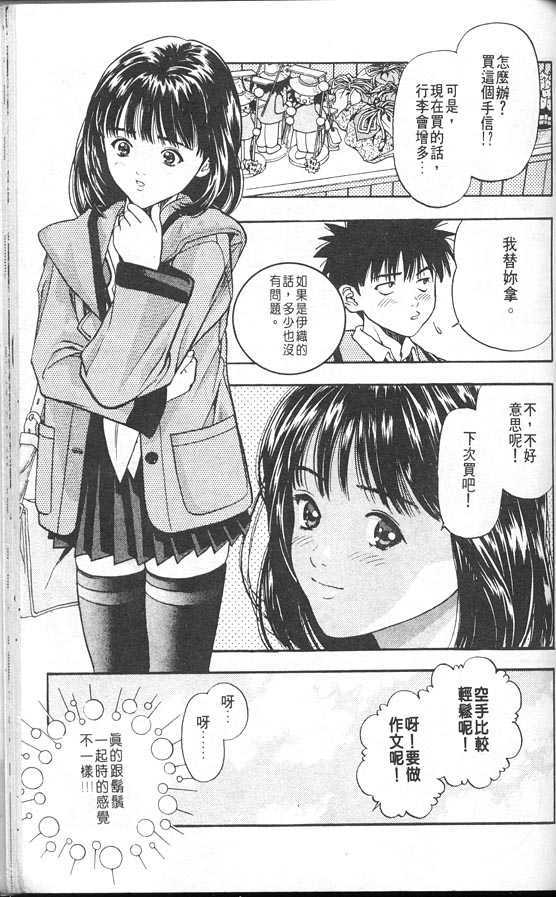 怎麼辦?
買這個手信!?
可是，
現在買的話，
行李會增多…
我替妳拿。
如果是伊織的
話，多少也沒
有問題。
不，不好
意思呢!
下次買吧!
空手比較
輕鬆呢!
呀!要做
作文呢!
呀…
呀……
真的跟鬍鬚
一起時的感覺
不一樣!!!